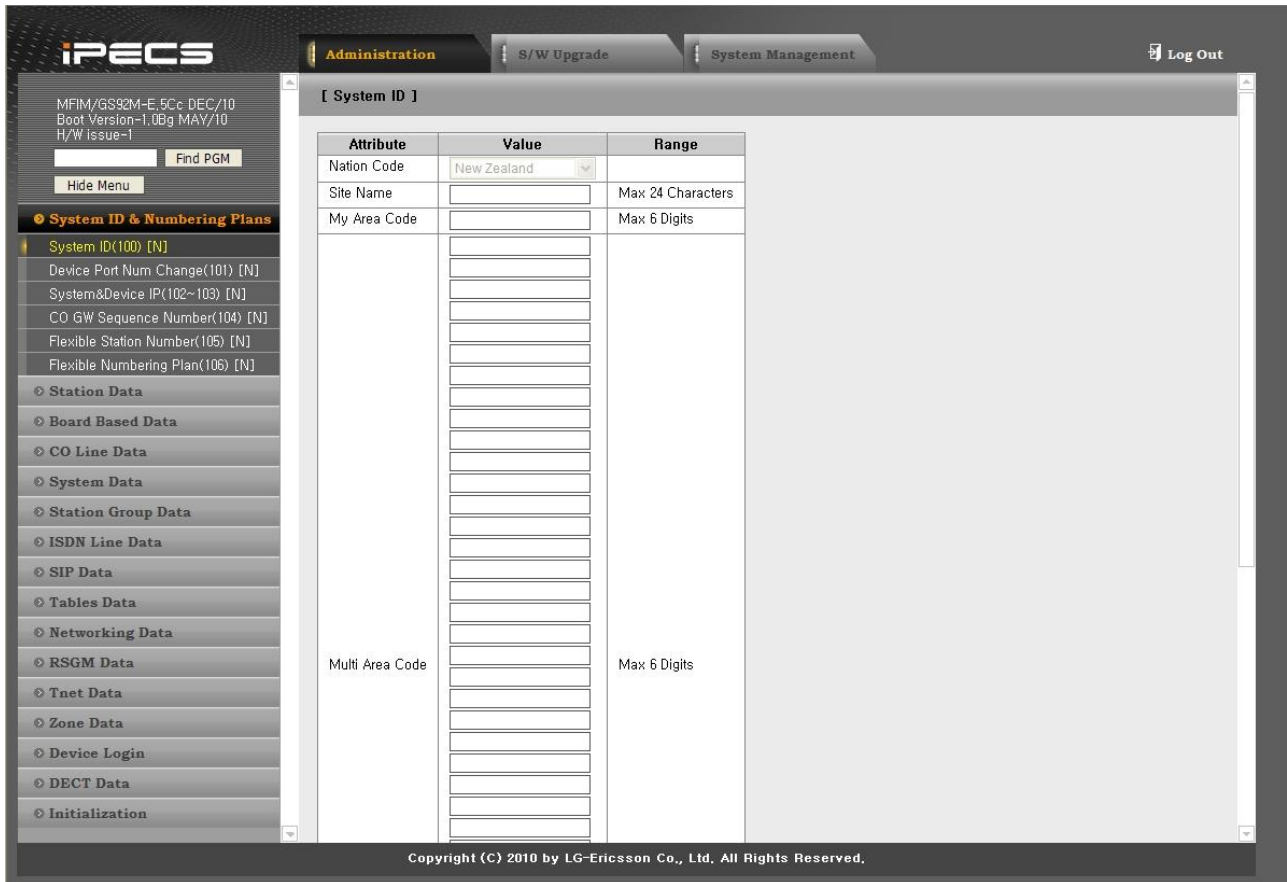 iPECS
Administration
S/W Upgrade
System Management
Log Out
MFIM/GS92M-E,5Cc DEC/10
Boot Version-1,0Bg MAY/10
H/W issue-1
Find PGM
Hide Menu
System ID & Numbering Plans
System ID(100) [N]
Device Port Num Change(101) [N]
System&Device IP(102~103) [N]
CO GW Sequence Number(104) [N]
Flexible Station Number(105) [N]
Flexible Numbering Plan(106) [N]
Station Data
Board Based Data
CO Line Data
System Data
Station Group Data
ISDN Line Data
SIP Data
Tables Data
Networking Data
RSGM Data
Tnet Data
Zone Data
Device Login
DECT Data
Initialization
[ System ID ]
Attribute Value Range
Nation Code New Zealand
Site Name Max 24 Characters
My Area Code Max 6 Digits
Multi Area Code Max 6 Digits
Copyright (C) 2010 by LG-Ericsson Co,, Ltd, All Rights Reserved,